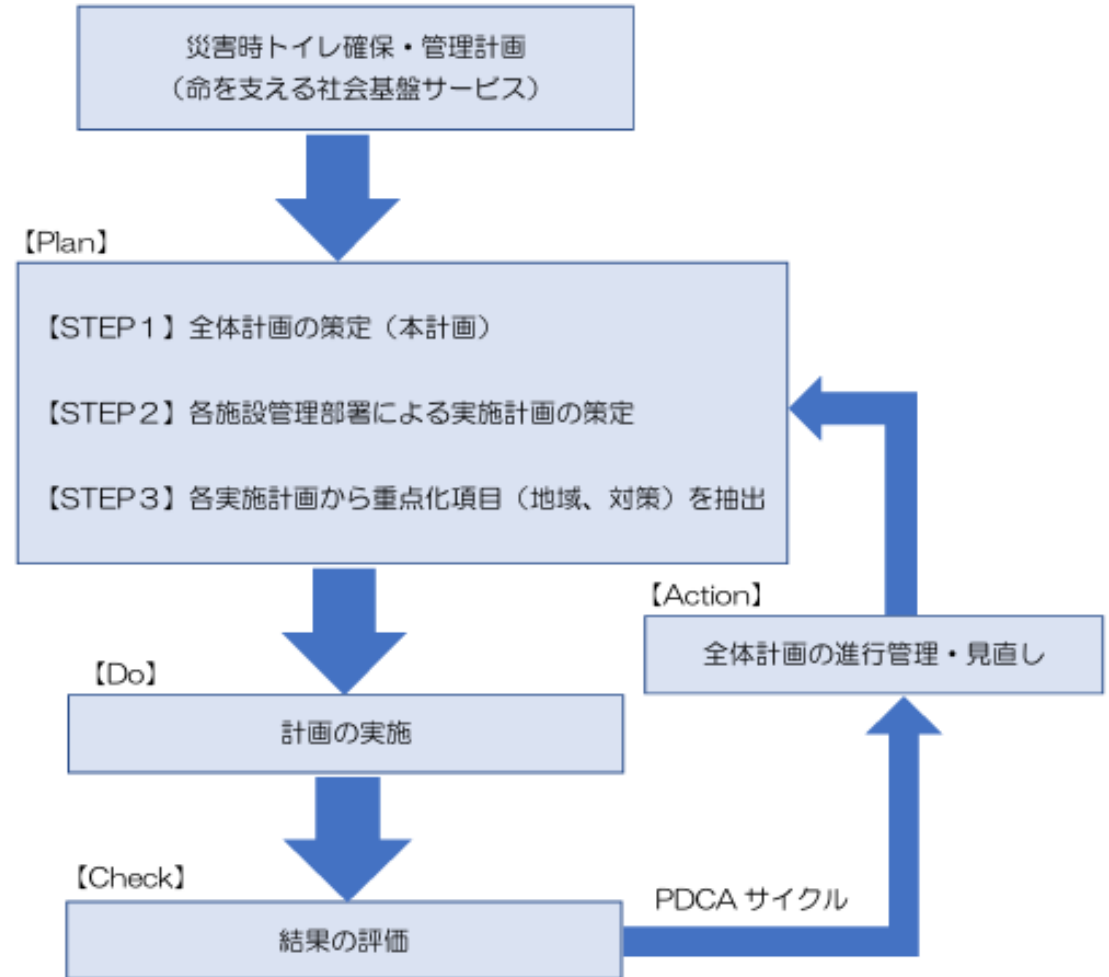 災害時トイレ確保・管理計画
（命を支える社会基盤サービス）
【Plan】
【STEP１】全体計画の策定（本計画）
【STEP２】各施設管理部署による実施計画の策定
【STEP３】各実施計画から重点化項目（地域、対策）を抽出
【Action】
全体計画の進行管理・見直し
【Do】
計画の実施
【Check】
結果の評価
PDCA サイクル